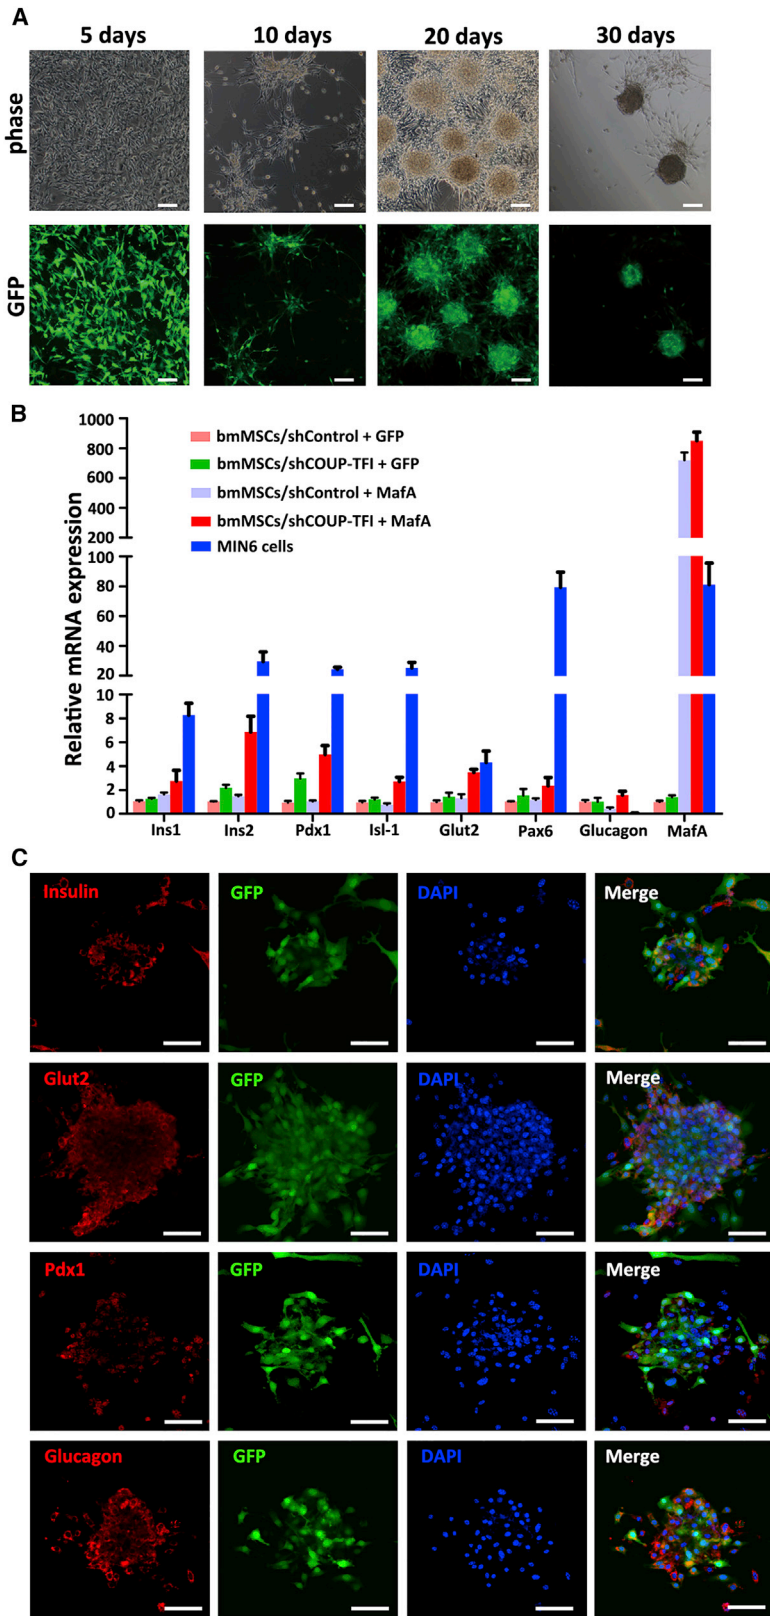 A
5 days
10 days
20 days
30 days
phase
GFP
B
Relative mRNA expression
1000
800
600
400
200
100
80
60
40
20
10
8
6
4
2
0
bmMSCs/shControl + GFP
bmMSCs/shCOUP-TFI + GFP
bmMSCs/shControl + MafA
bmMSCs/shCOUP-TFI + MafA
MIN6 cells
Ins1
Ins2
Pdx1
Isl-1
Glut2
Pax6
Glucagon
MafA
C
Insulin
GFP
DAPI
Merge
Glut2
GFP
DAPI
Merge
Pdx1
GFP
DAPI
Merge
Glucagon
GFP
DAPI
Merge